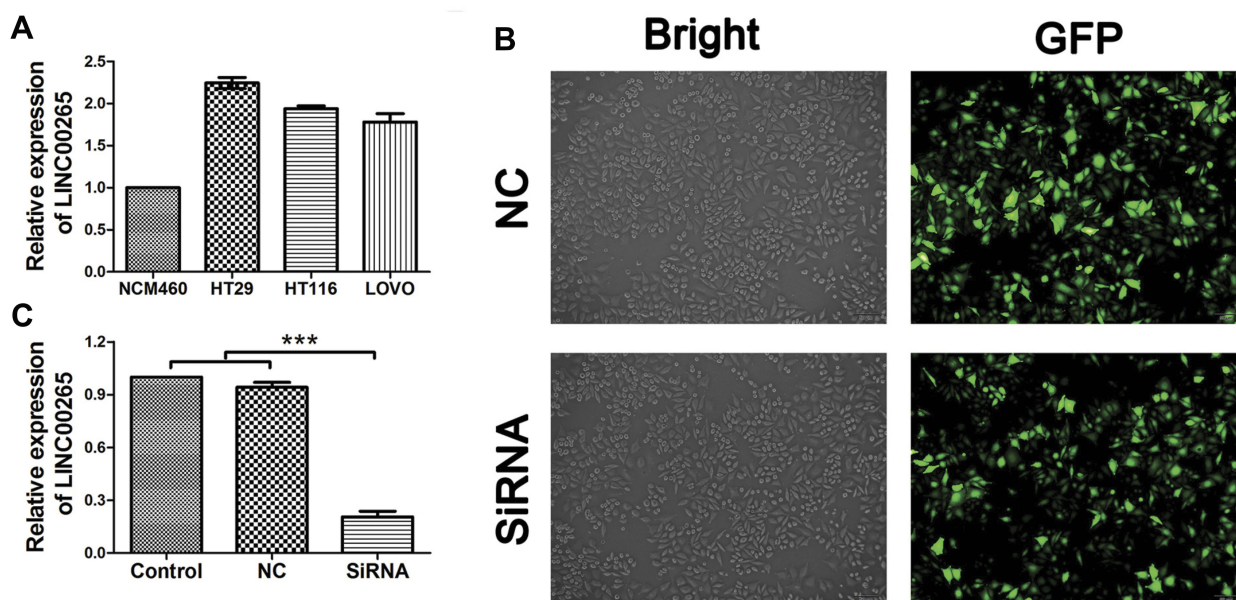 A
Relative expression
of LINC00265
2.5
2.0
1.5
1.0
0.5
0.0
NCM460 HT29 HT116 LOVO
B
Bright GFP
NC
SiRNA
C
Relative expression
of LINC00265
1.2
0.9
0.6
0.3
0.0
***
Control NC SiRNA